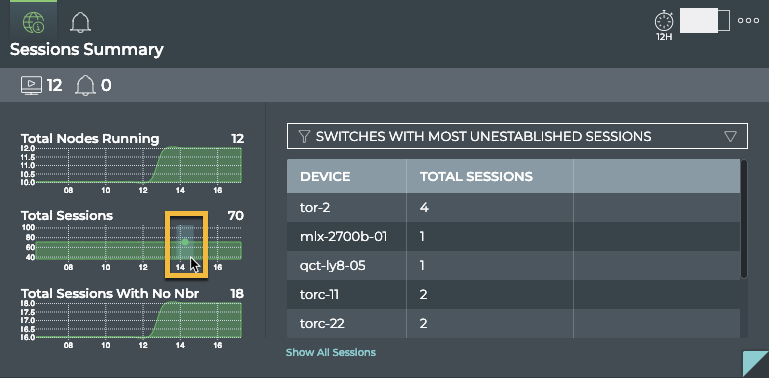 12H
Sessions Summary
12 0
Total Nodes Running 12
12.0
11.5
11.0
10.5
10.0
08 10 12 14 16
Total Sessions 70
100
80
60
40
08 10 12 14 16
Total Sessions With No Nbr 18
18.0
17.5
17.0
16.5
16.0
08 10 12 14 16
SWITCHES WITH MOST UNESTABLISHED SESSIONS
DEVICE TOTAL SESSIONS
tor-2 4
mlx-2700b-01 1
qct-ly8-05 1
torc-11 2
torc-22 2
Show All Sessions